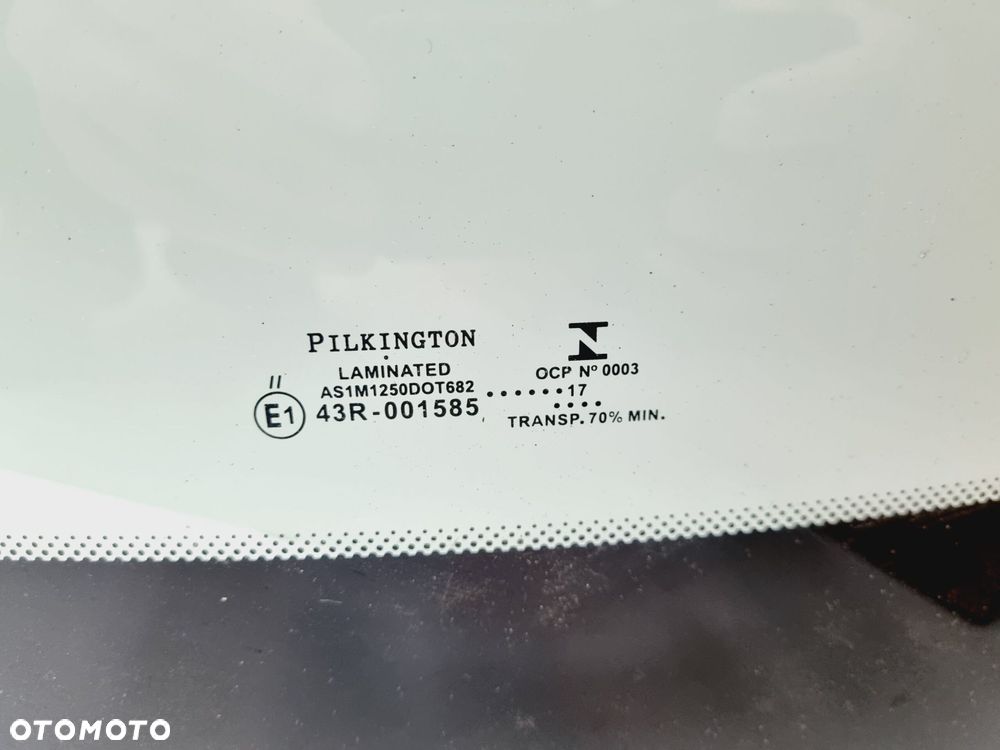 PILKINGTON
LAMINATED
AS1M1250DOT682
II
E1
43R-001585
N
OCP Nº 0003
......17
....
TRANSP. 70% MIN.
OTOMOTO